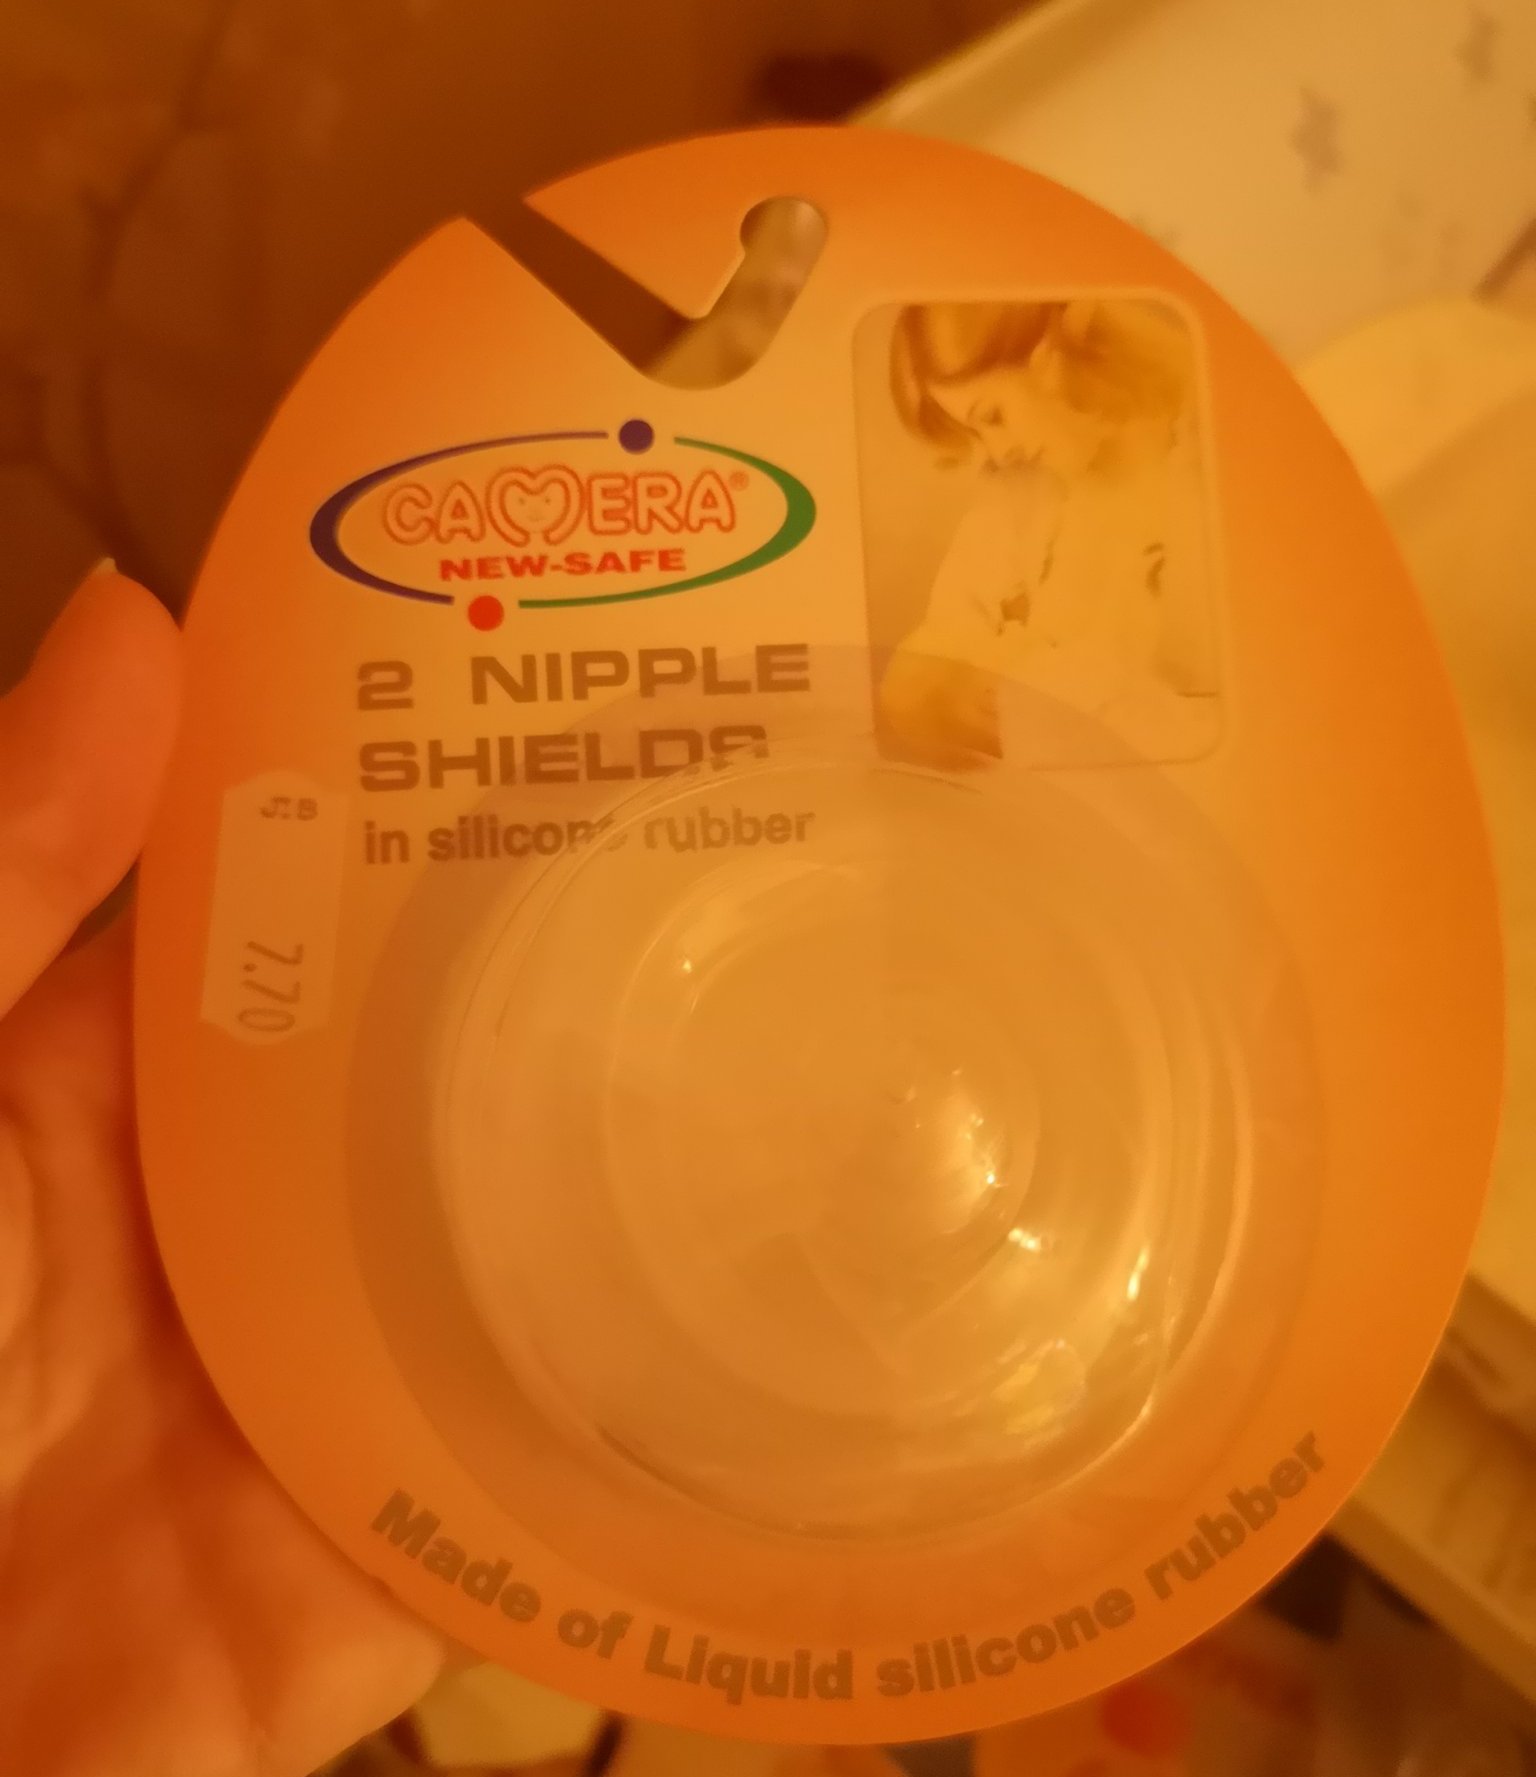 CAMERA®
NEW-SAFE
2 NIPPLE
SHIELDS
in silicone rubber
7.70
Made of Liquid silicone rubber